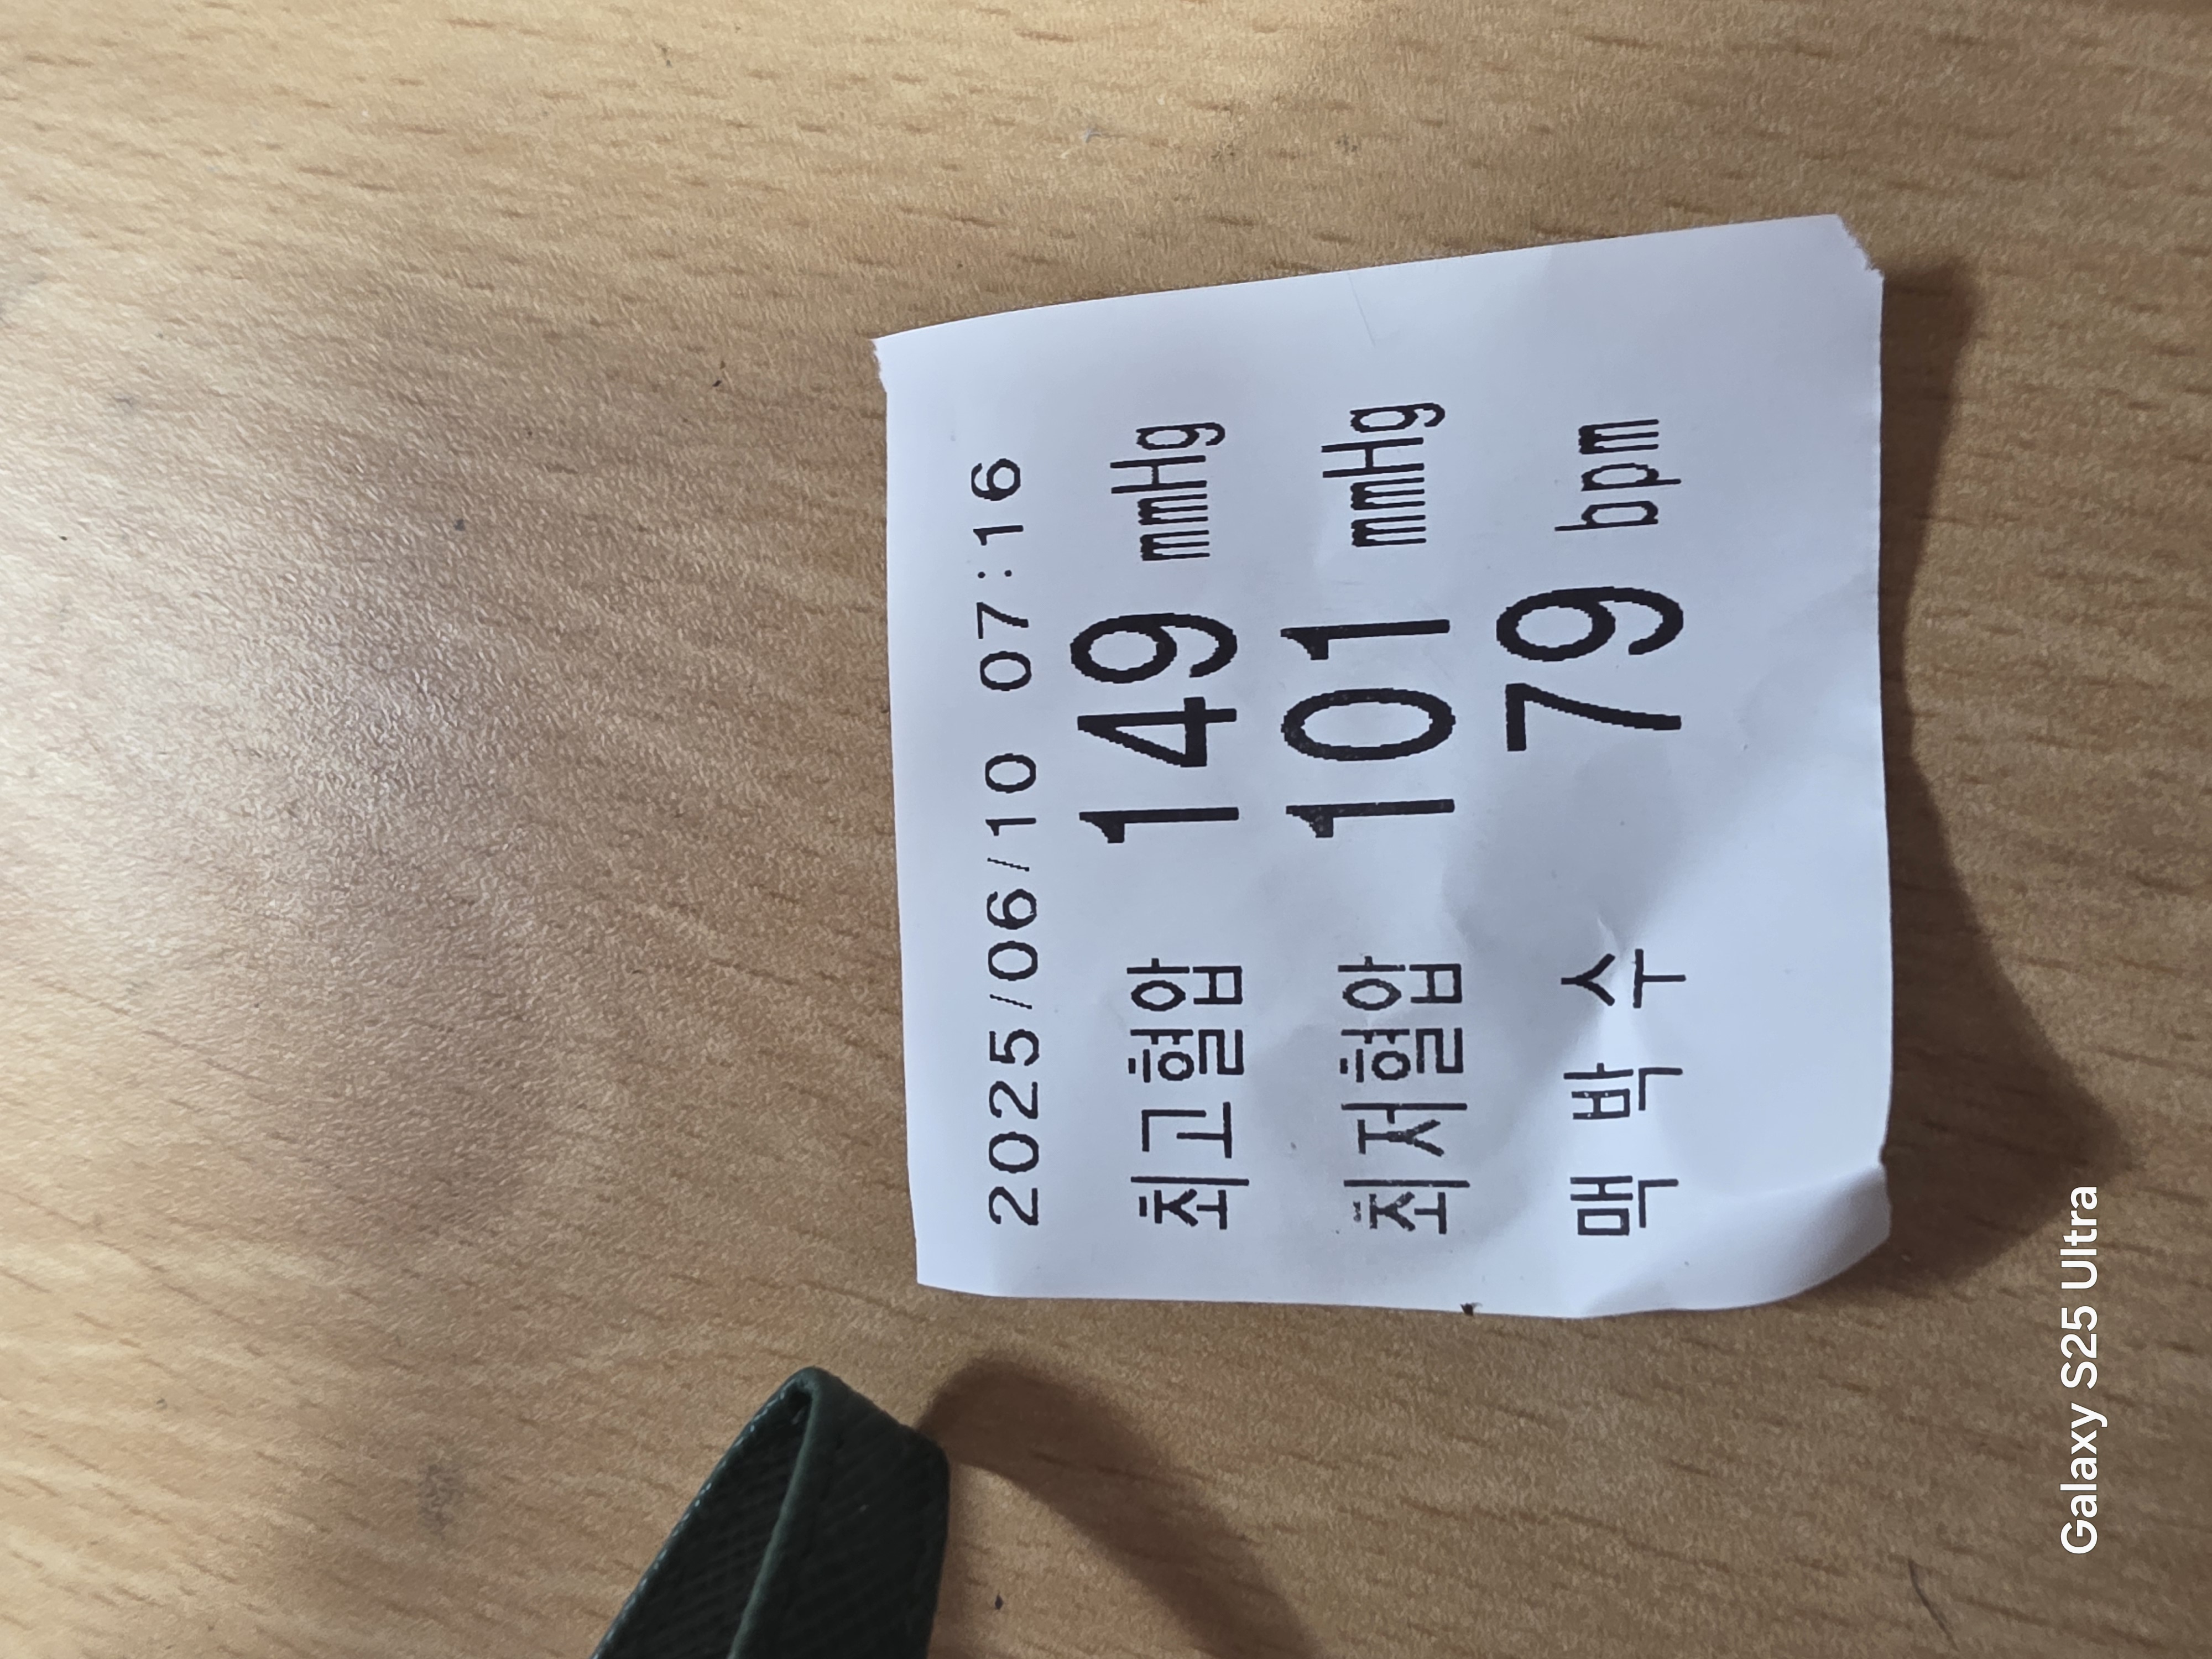 2025/06/10 07:16
최고혈압 149 mmHg
최저혈압 101 mmHg
맥 박 수 79 bpm
Galaxy S25 Ultra